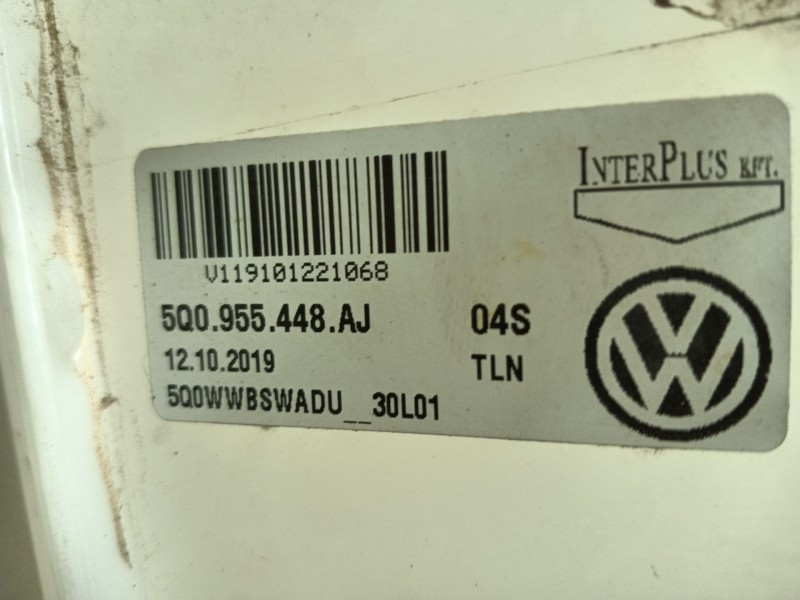 INTERPLUS KFT.
V119101221068
5Q0.955.448.AJ 04S
12.10.2019 TLN
5Q0WWBSWADU__30L01